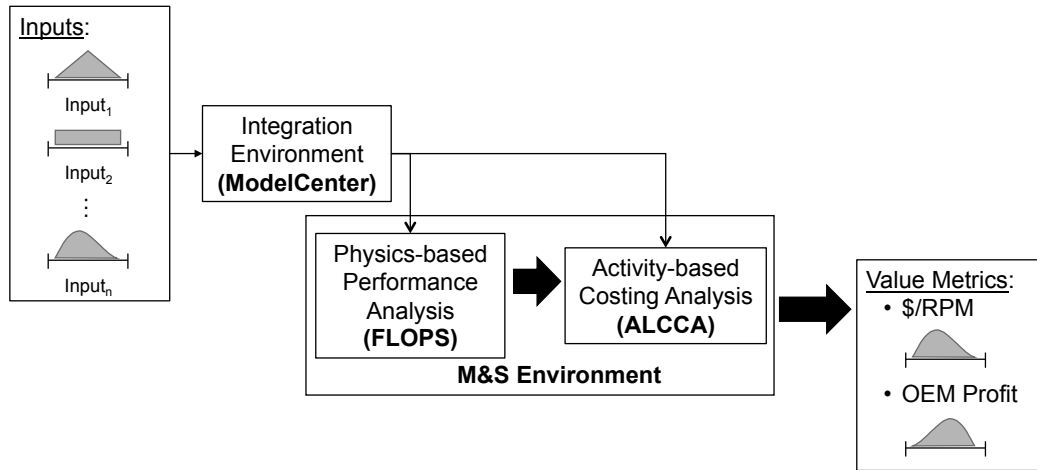 Inputs:
Input1
Input2
⋮
Inputn
Integration
Environment
(ModelCenter)
Physics-based
Performance
Analysis
(FLOPS)
Activity-based
Costing Analysis
(ALCCA)
M&S Environment
Value Metrics:
• $/RPM
• OEM Profit